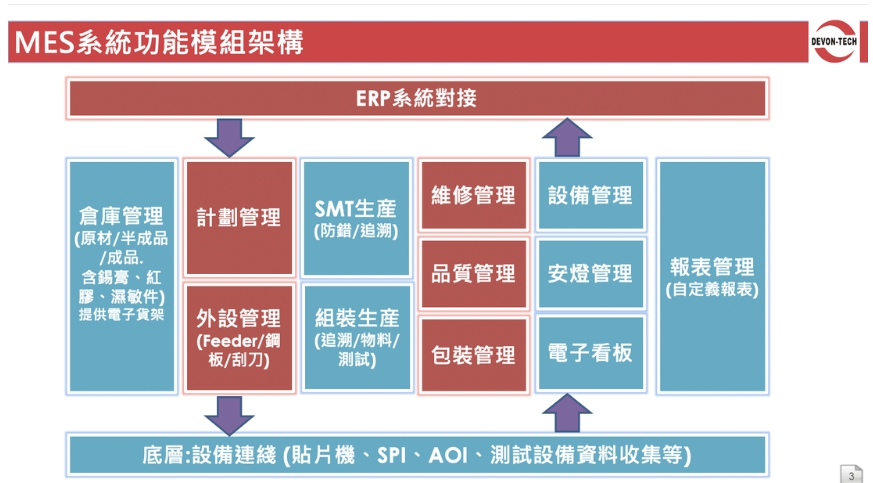 MES系統功能模組架構
DEVON-TECH
ERP系統對接
倉庫管理
(原材/半成品
/成品.
含錫膏、紅
膠、濕敏件)
提供電子貨架
計劃管理
外設管理
(Feeder/鋼
板/刮刀)
SMT生產
(防錯/追溯)
組裝生產
(追溯/物料/
測試)
維修管理
品質管理
包裝管理
設備管理
安燈管理
電子看板
報表管理
(自定義報表)
底層:設備連綫 (貼片機、SPI、AOI、測試設備資料收集等)
3